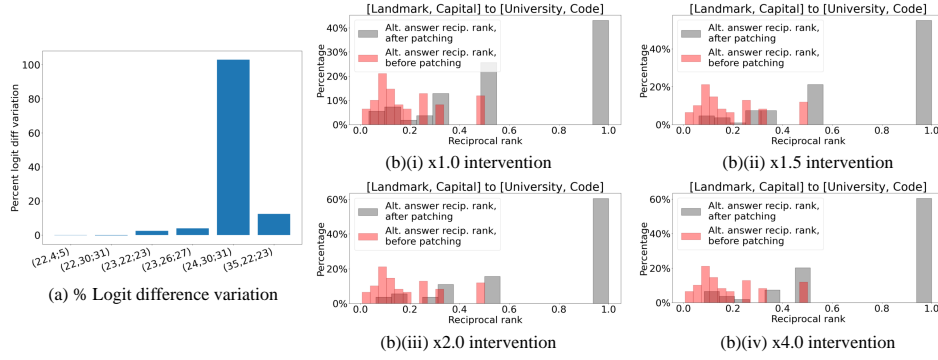 Percent logit diff variation
100
80
60
40
20
0
(22,4;5)
(22,30;31)
(23,22;23)
(23,26;27)
(24,30;31)
(35,22;23)
(a) % Logit difference variation
[Landmark, Capital] to [University, Code]
Percentage
40%
30%
20%
10%
0%
Alt. answer recip. rank,
after patching
Alt. answer recip. rank,
before patching
0.0 0.2 0.4 0.6 0.8 1.0
Reciprocal rank
(b)(i) x1.0 intervention
[Landmark, Capital] to [University, Code]
Percentage
40%
20%
0%
Alt. answer recip. rank,
after patching
Alt. answer recip. rank,
before patching
0.0 0.2 0.4 0.6 0.8 1.0
Reciprocal rank
(b)(ii) x1.5 intervention
[Landmark, Capital] to [University, Code]
Percentage
60%
40%
20%
0%
Alt. answer recip. rank,
after patching
Alt. answer recip. rank,
before patching
0.0 0.2 0.4 0.6 0.8 1.0
Reciprocal rank
(b)(iii) x2.0 intervention
[Landmark, Capital] to [University, Code]
Percentage
60%
40%
20%
0%
Alt. answer recip. rank,
after patching
Alt. answer recip. rank,
before patching
0.0 0.2 0.4 0.6 0.8 1.0
Reciprocal rank
(b)(iv) x4.0 intervention